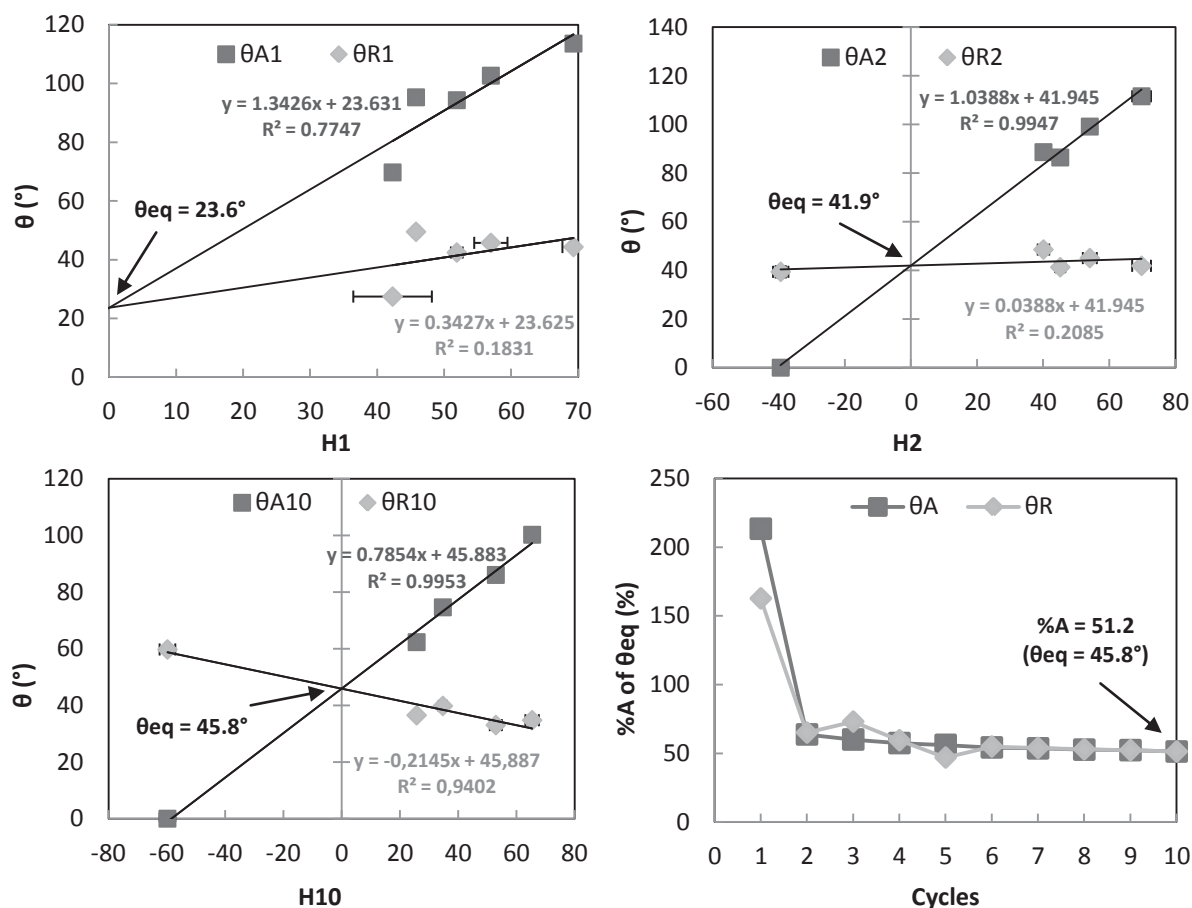 120
100
80
60
40
20
0
θ (°)
θA1 θR1
y = 1.3426x + 23.631
R² = 0.7747
θeq = 23.6°
y = 0.3427x + 23.625
R² = 0.1831
0 10 20 30 40 50 60 70
H1
140
120
100
80
60
40
20
0
θ (°)
θA2 θR2
y = 1.0388x + 41.945
R² = 0.9947
θeq = 41.9°
y = 0.0388x + 41.945
R² = 0.2085
-60 -40 -20 0 20 40 60 80
H2
120
100
80
60
40
20
0
θ (°)
θA10 θR10
y = 0.7854x + 45.883
R² = 0.9953
θeq = 45.8°
y = -0,2145x + 45,887
R² = 0,9402
-80 -60 -40 -20 0 20 40 60 80
H10
250
200
150
100
50
0
%A of θeq (%)
θA θR
%A = 51.2
(θeq = 45.8°)
0 1 2 3 4 5 6 7 8 9 10
Cycles